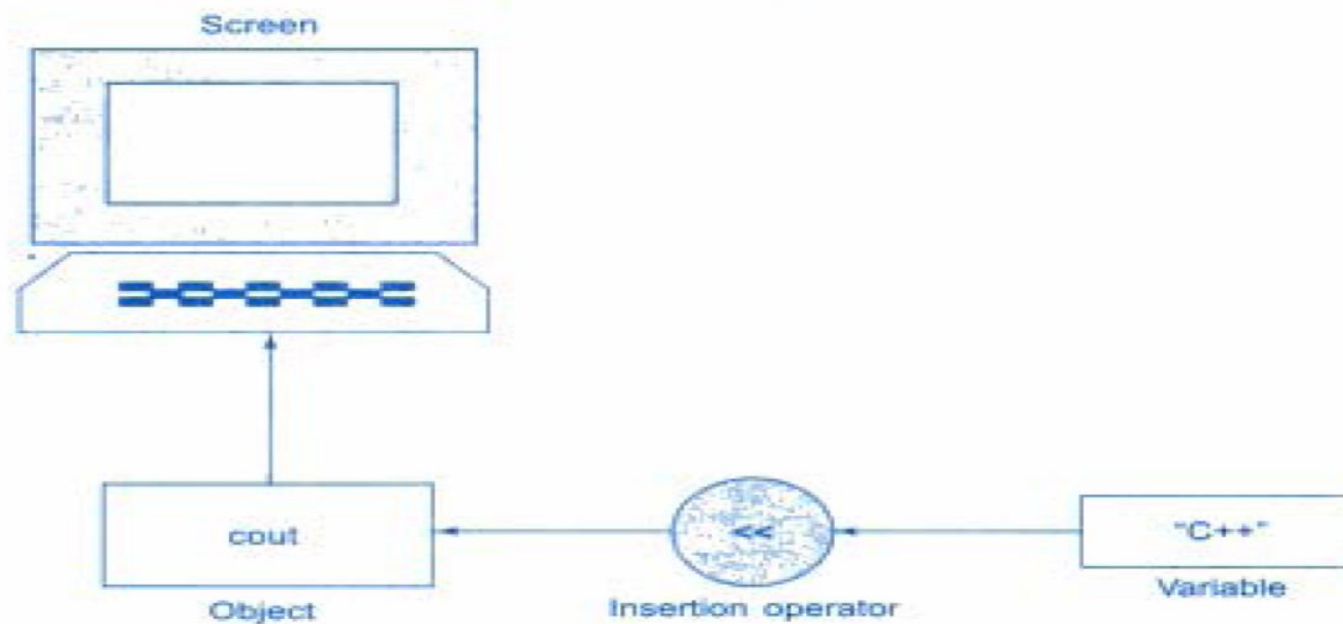 Screen
cout
<<
"C++"
Object
Insertion operator
Variable